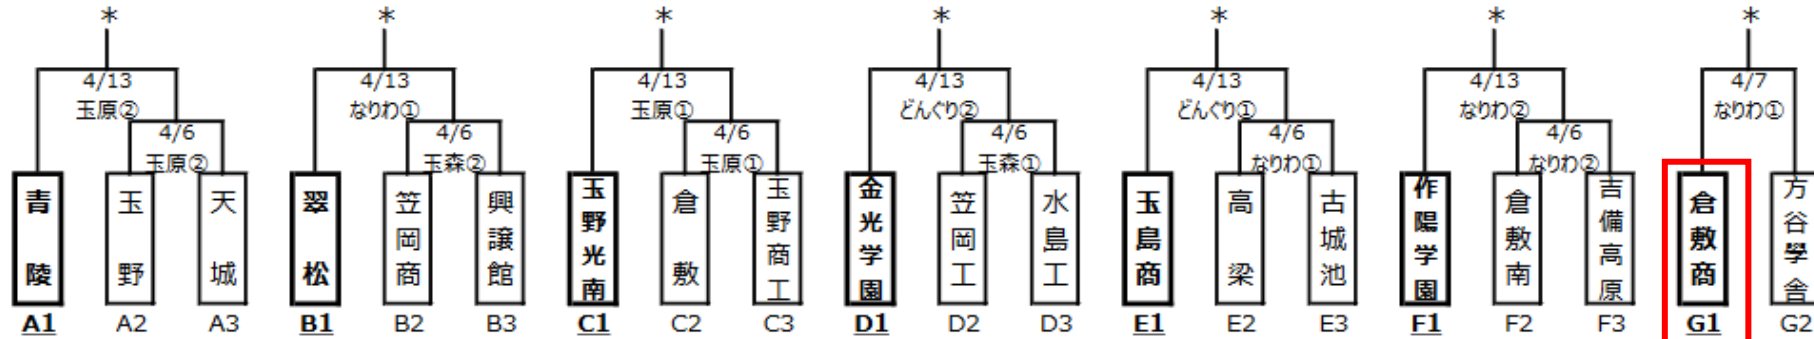 * * * * * * *
4/13 4/13 4/13 4/13 4/13 4/13 4/7
玉原② なりわ① 玉原① どんぐり② どんぐり① なりわ② なりわ①
4/6 4/6 4/6 4/6 4/6 4/6
玉原② 玉森② 玉原① 玉森① なりわ① なりわ②
青陵 玉野 天城 翠松 笠岡商 興譲館 玉野光南 倉敷 玉野商工 金光学園 笠岡工 水島工 玉島商 高梁 古城池 作陽学園 倉敷南 吉備高原 倉敷商 方谷學舎
A1 A2 A3 B1 B2 B3 C1 C2 C3 D1 D2 D3 E1 E2 E3 F1 F2 F3 G1 G2